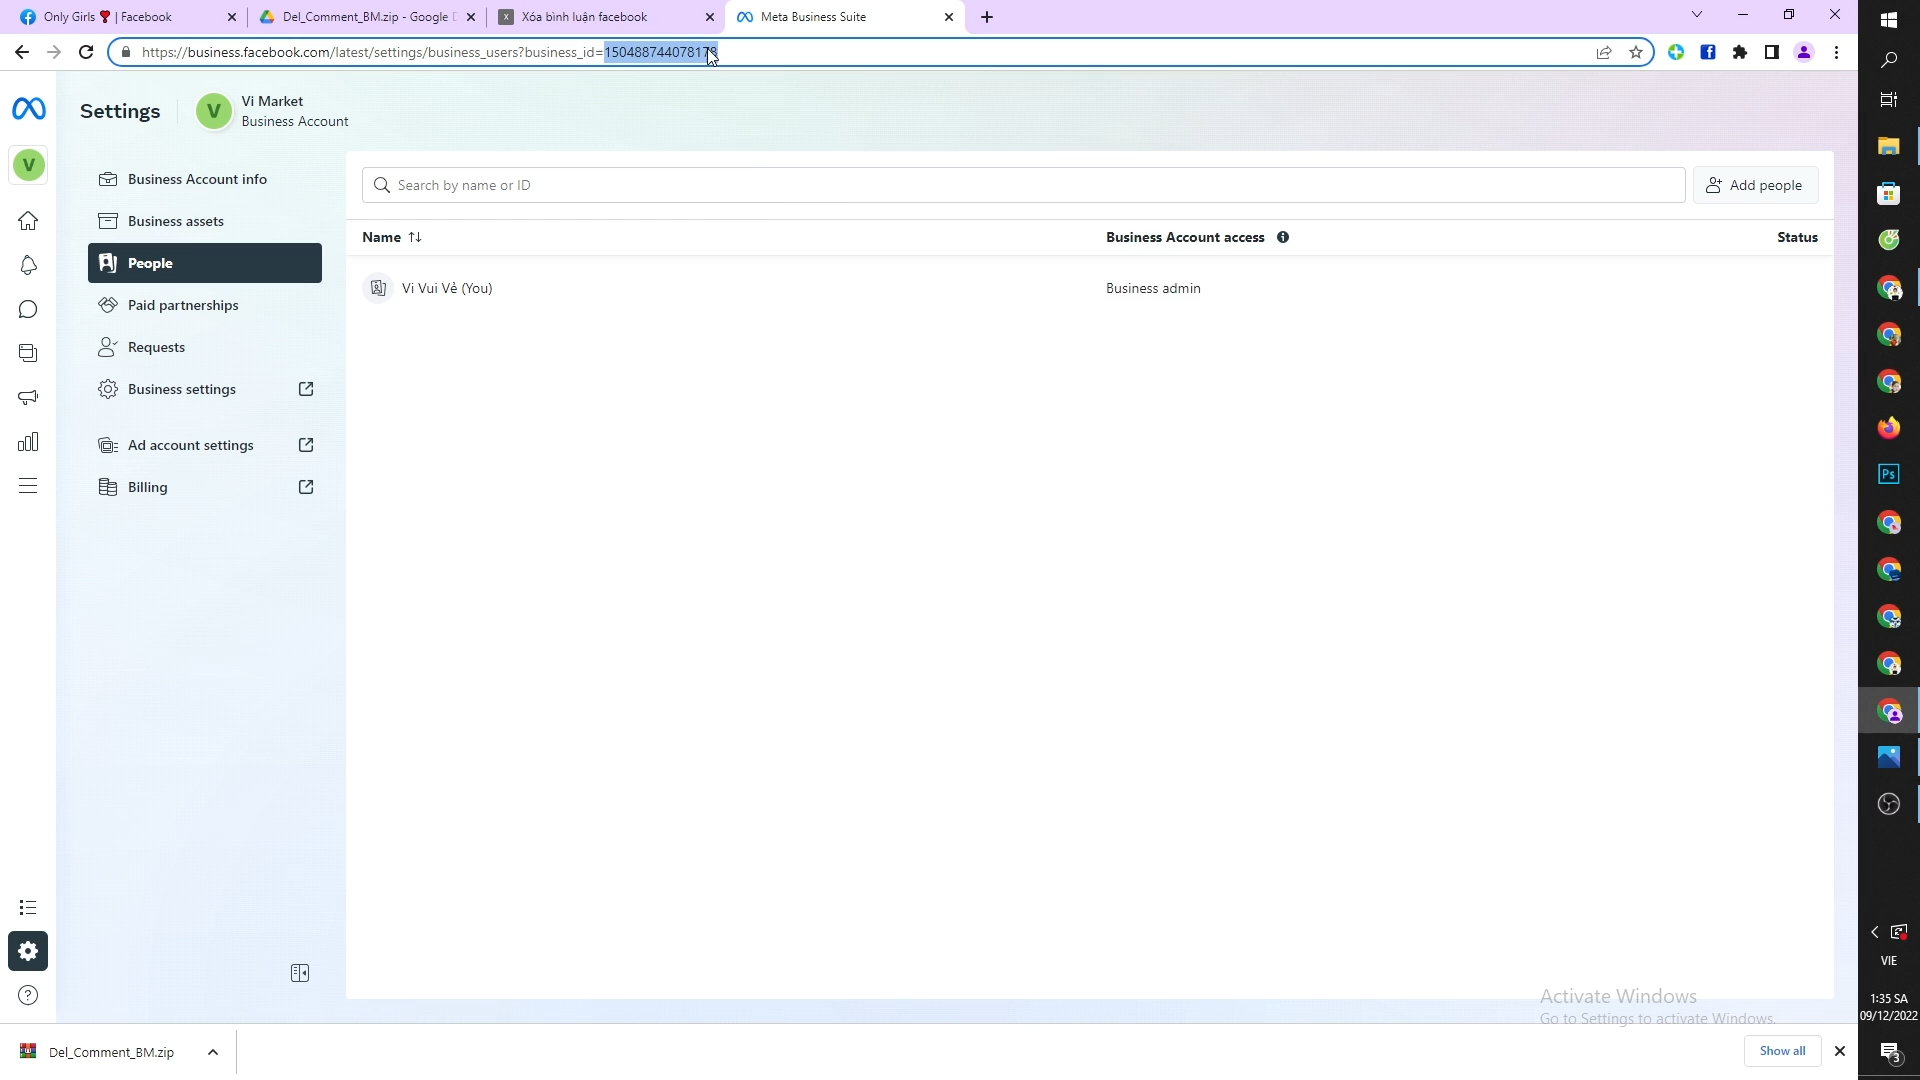 Only Girls ❣ | Facebook
Del_Comment_BM.zip - Google D
Xóa bình luận facebook
Meta Business Suite
https://business.facebook.com/latest/settings/business_users?business_id=150488744078178
Settings
V
Vi Market
Business Account
V
Business Account info
Business assets
People
Paid partnerships
Requests
Business settings
Ad account settings
Billing
Search by name or ID
Add people
Name
Business Account access
Status
Vi Vui Vẻ (You)
Business admin
Ps
VIE
1:35 SA
09/12/2022
3
Activate Windows
Go to Settings to activate Windows.
Del_Comment_BM.zip
Show all